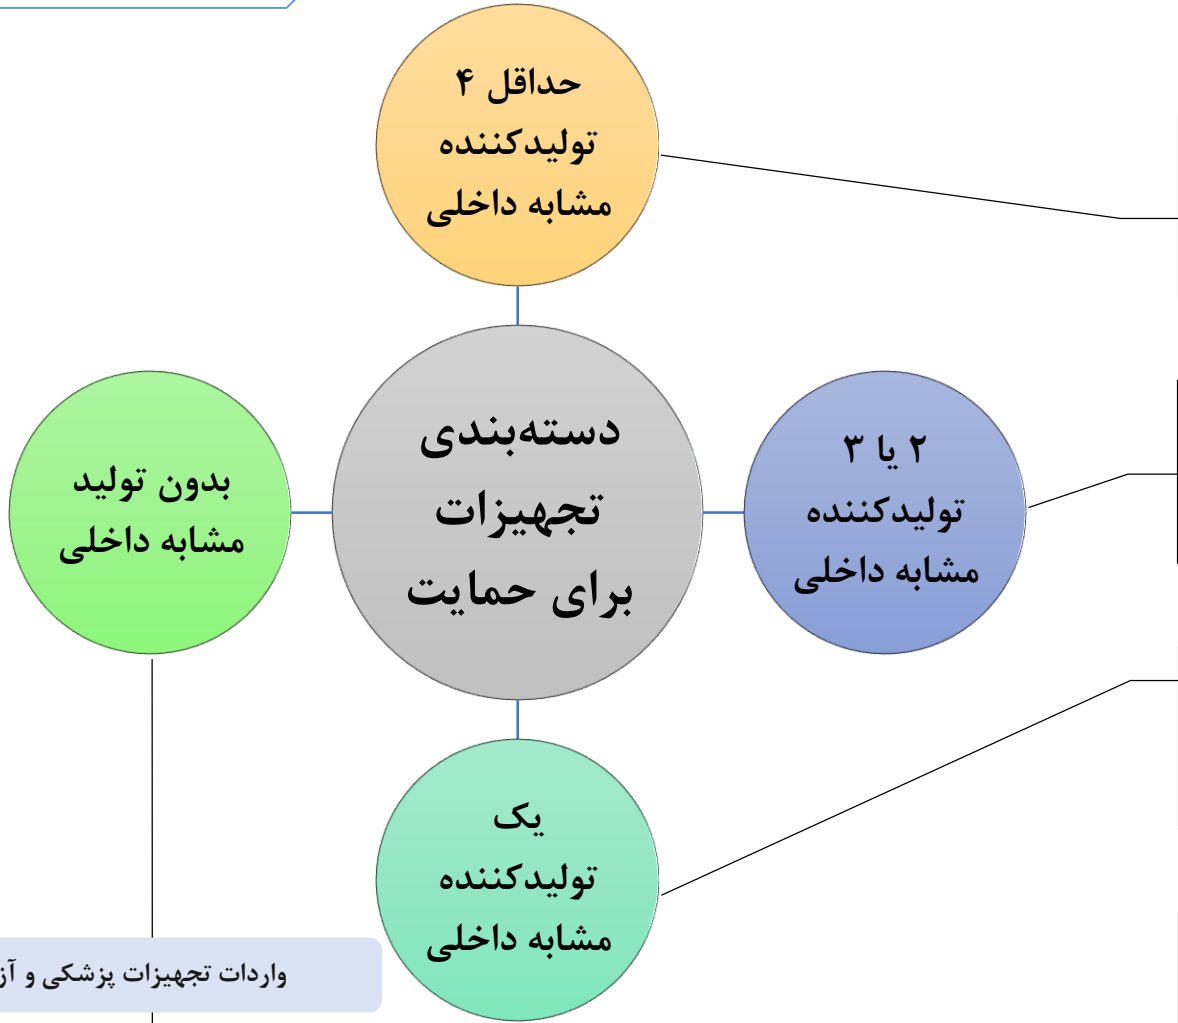 حداقل ۴
تولیدکننده
مشابه داخلی
دسته‌بندی
تجهیزات
برای حمایت
۲ یا ۳
تولیدکننده
مشابه داخلی
بدون تولید
مشابه داخلی
یک
تولیدکننده
مشابه داخلی
واردات تجهیزات پزشکی و